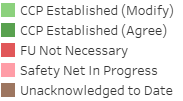 CCP Established (Modify)
CCP Established (Agree)
FU Not Necessary
Safety Net In Progress
Unacknowledged to Date